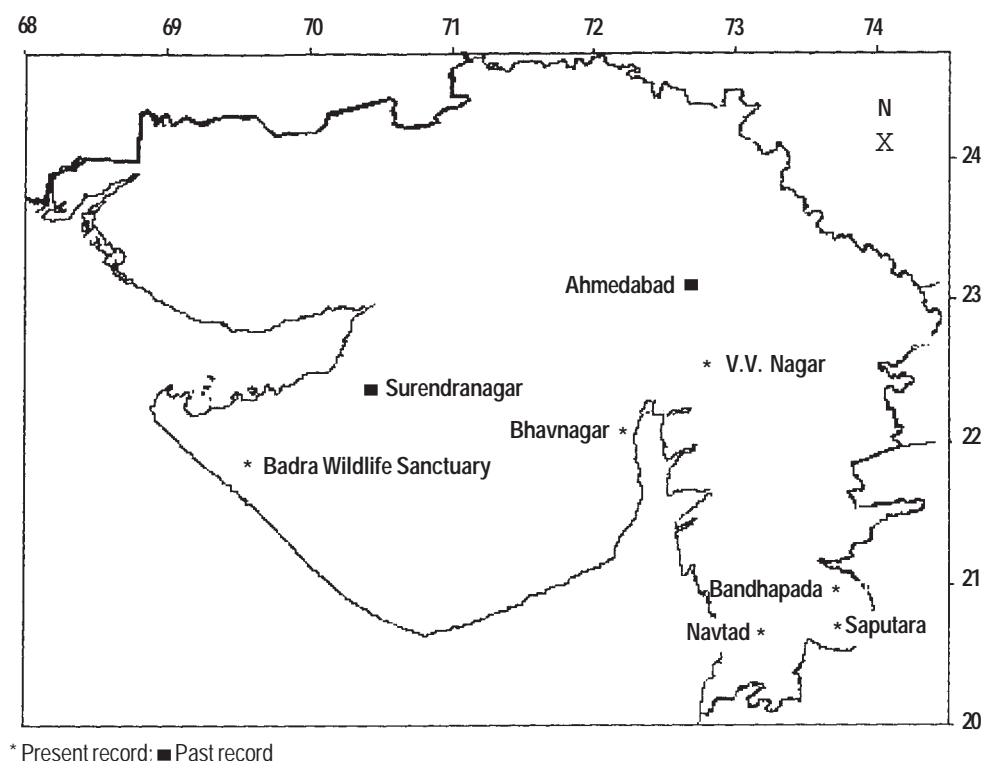 68 69 70 71 72 73 74
N
X
24
Ahmedabad
23
V.V. Nagar
Surendranagar
Bhavnagar
22
Badra Wildlife Sanctuary
21
Bandhapada
Navtad
Saputara
20
* Present record; ■ Past record